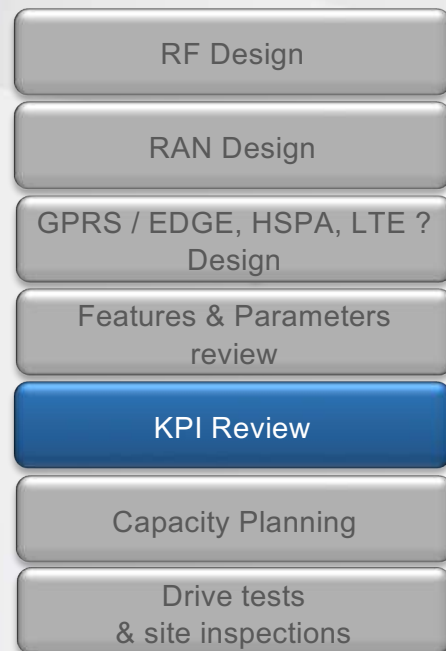 RF Design
RAN Design
GPRS / EDGE, HSPA, LTE ?
Design
Features & Parameters
review
KPI Review
Capacity Planning
Drive tests
& site inspections